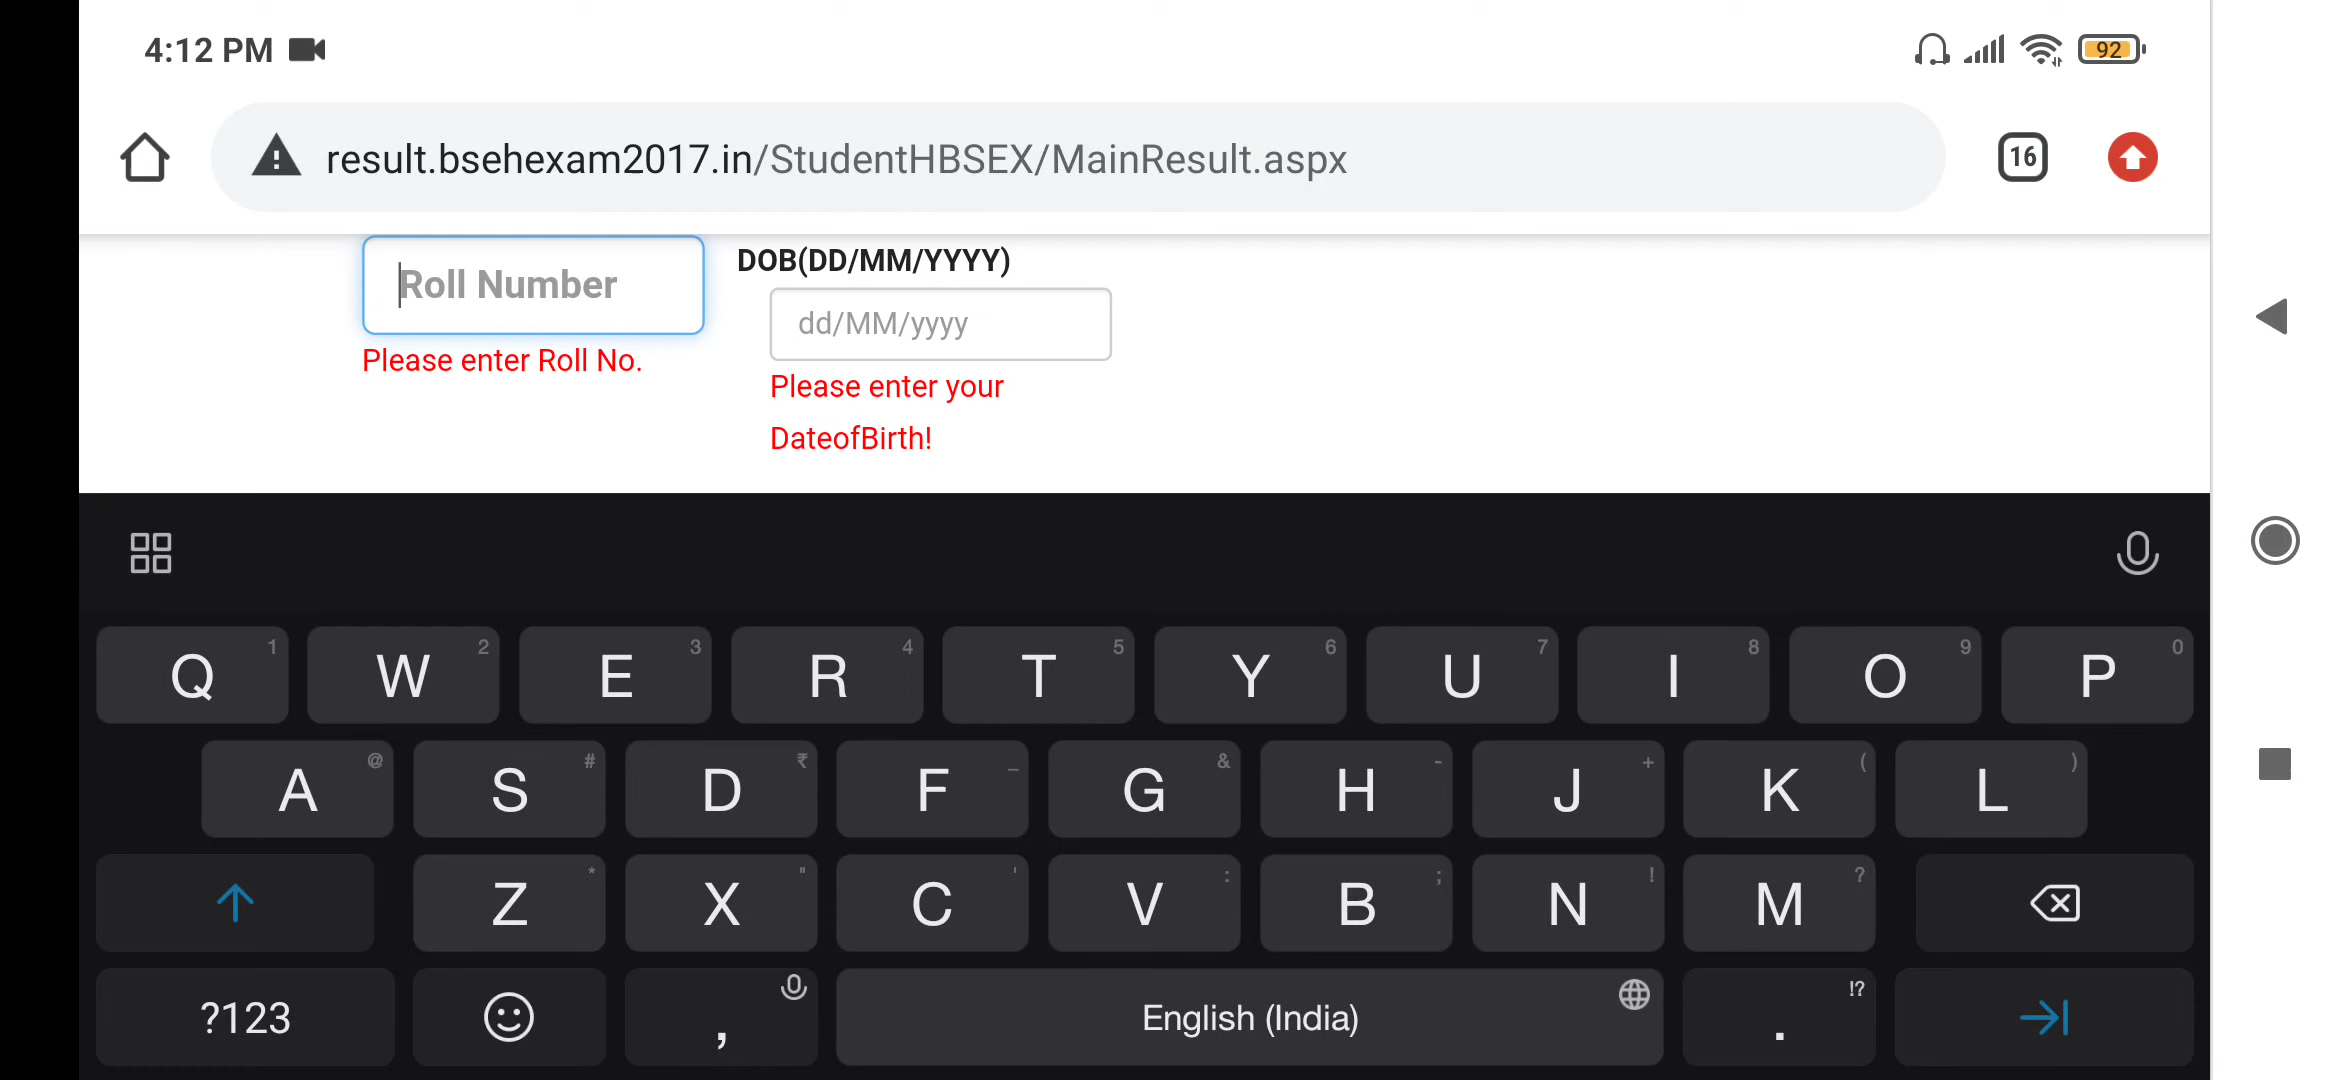 4:12 PM
92
result.bsehexam2017.in/StudentHBSEX/MainResult.aspx
16
Roll Number
Please enter Roll No.
DOB(DD/MM/YYYY)
dd/MM/yyyy
Please enter your
DateofBirth!
Q 1 W 2 E 3 R 4 T 5 Y 6 U 7 I 8 O 9 P 0
A @ S # D ₹ F _ G & H - J + K ( L )
Z * X " C ' V : B ; N ! M ?
?123 , English (India) . !?